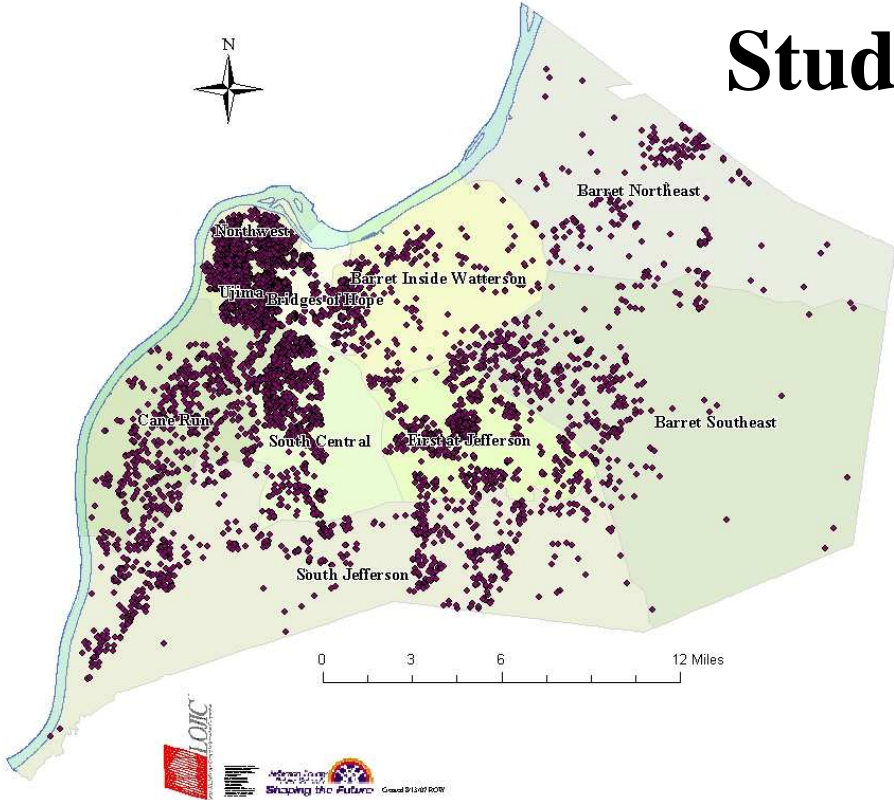 Stud
N
Barret Northeast
Northwest
Barret Inside Watterson
Ujima
Bridges of Hope
Cane Run
South Central
First at Jefferson
Barret Southeast
South Jefferson
0 3 6 12 Miles
LOJIC
Shaping the Future